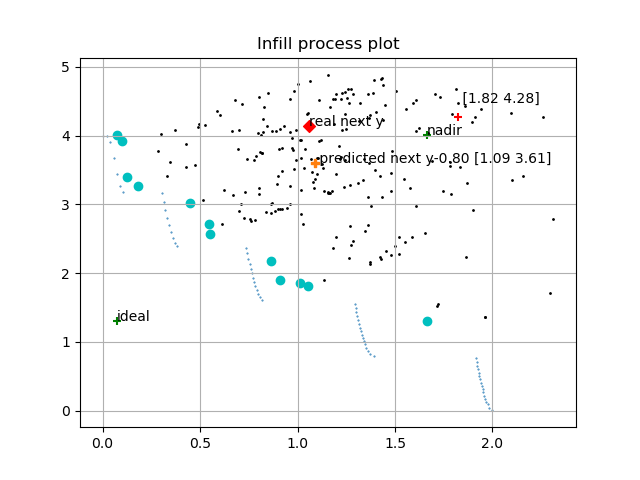 Infill process plot
5
[1.82 4.28]
real next y
nadir
4
predicted next y-0.80 [1.09 3.61]
3
2
ideal
1
0
0.0 0.5 1.0 1.5 2.0